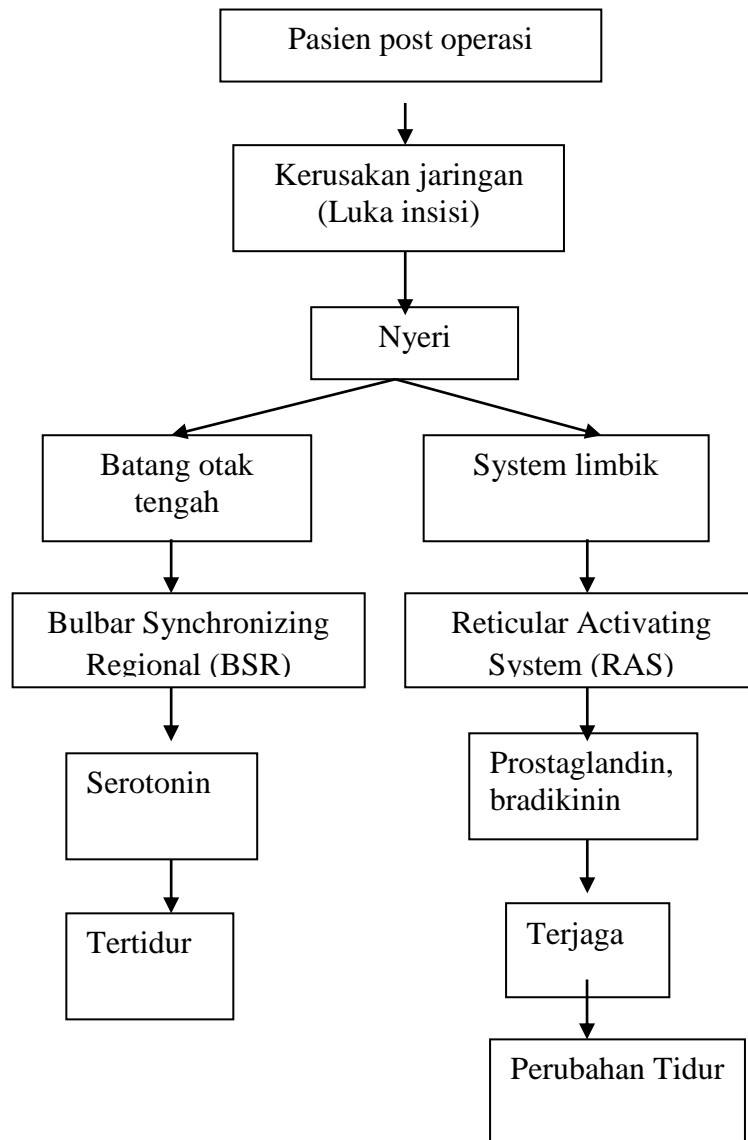 Pasien post operasi
Kerusakan jaringan
(Luka insisi)
Nyeri
Batang otak
tengah
System limbik
Bulbar Synchronizing
Regional (BSR)
Reticular Activating
System (RAS)
Serotonin
Prostaglandin,
bradikinin
Tertidur
Terjaga
Perubahan Tidur